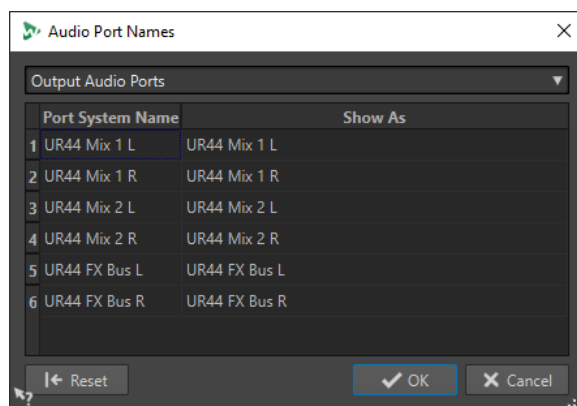 Audio Port Names
Output Audio Ports
Port System Name Show As
1 UR44 Mix 1 L UR44 Mix 1 L
2 UR44 Mix 1 R UR44 Mix 1 R
3 UR44 Mix 2 L UR44 Mix 2 L
4 UR44 Mix 2 R UR44 Mix 2 R
5 UR44 FX Bus L UR44 FX Bus L
6 UR44 FX Bus R UR44 FX Bus R
Reset OK Cancel
?